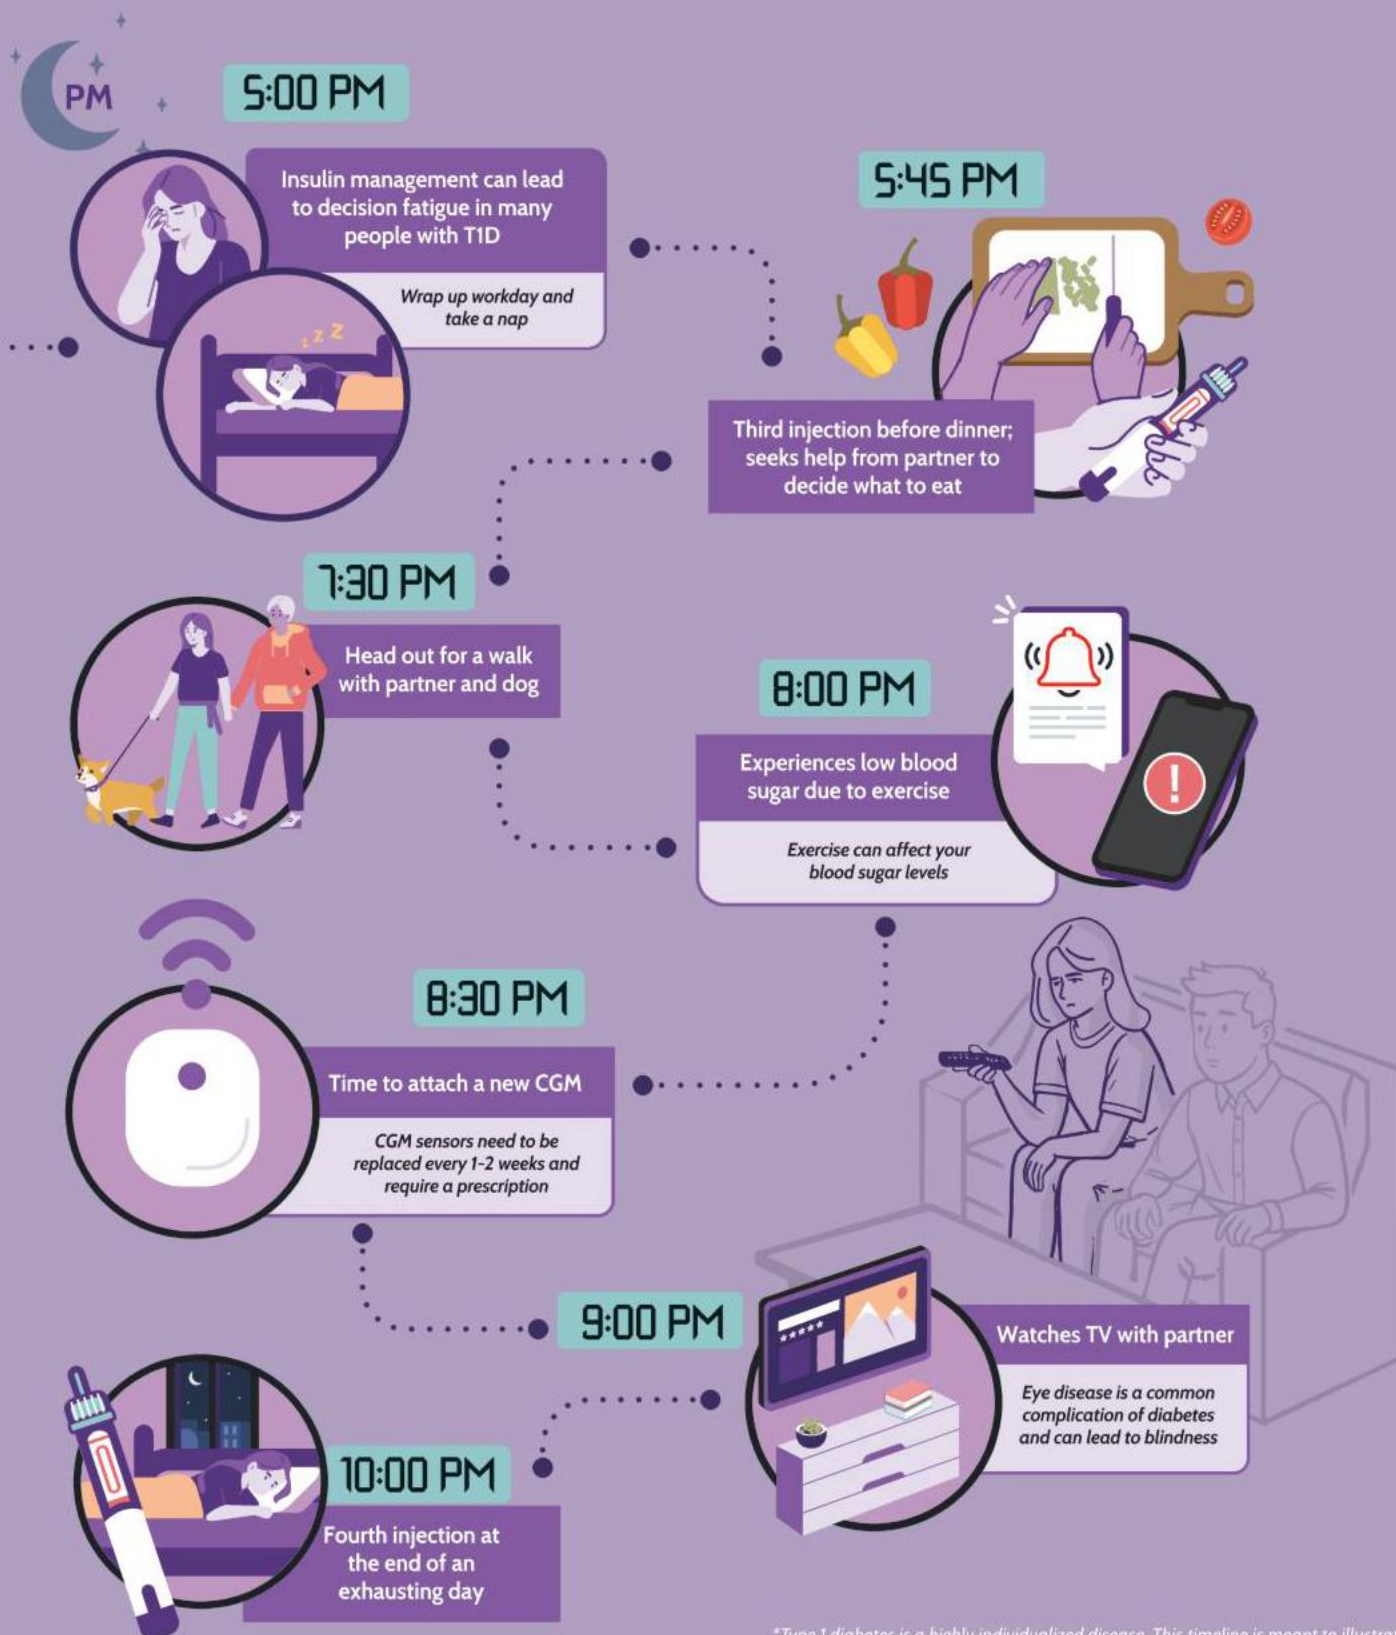 PM
5:00 PM
Insulin management can lead
to decision fatigue in many
people with T1D
Wrap up workday and
take a nap
z z Z
5:45 PM
Third injection before dinner;
seeks help from partner to
decide what to eat
7:30 PM
Head out for a walk
with partner and dog
8:00 PM
Experiences low blood
sugar due to exercise
Exercise can affect your
blood sugar levels
!
8:30 PM
Time to attach a new CGM
CGM sensors need to be
replaced every 1-2 weeks and
require a prescription
9:00 PM
Watches TV with partner
Eye disease is a common
complication of diabetes
and can lead to blindness
10:00 PM
Fourth injection at
the end of an
exhausting day
*Type 1 diabetes is a highly individualized disease. This timeline is meant to